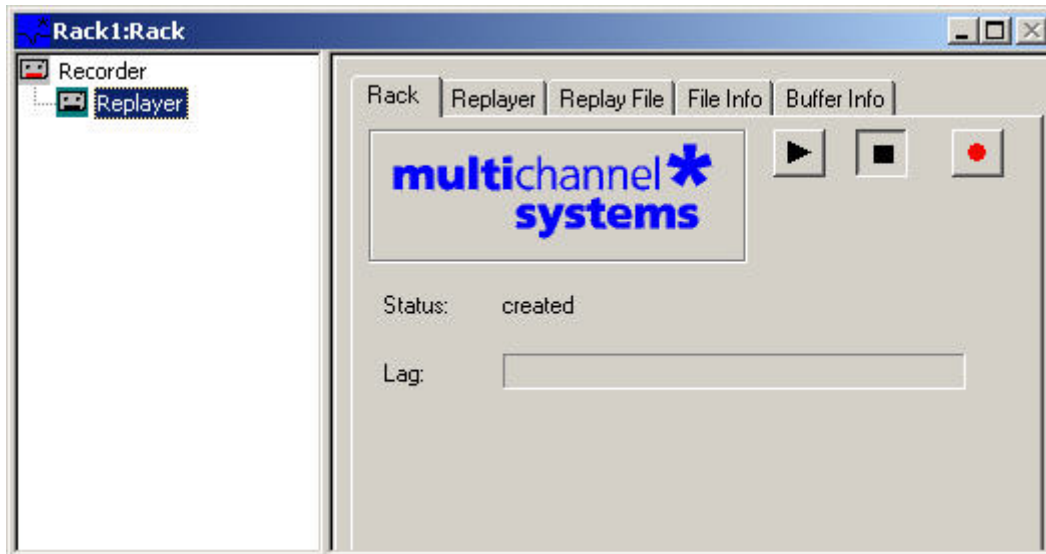 Rack1:Rack
Recorder
Replayer
Rack
Replayer
Replay File
File Info
Buffer Info
multichannel*
systems
Status: created
Lag: